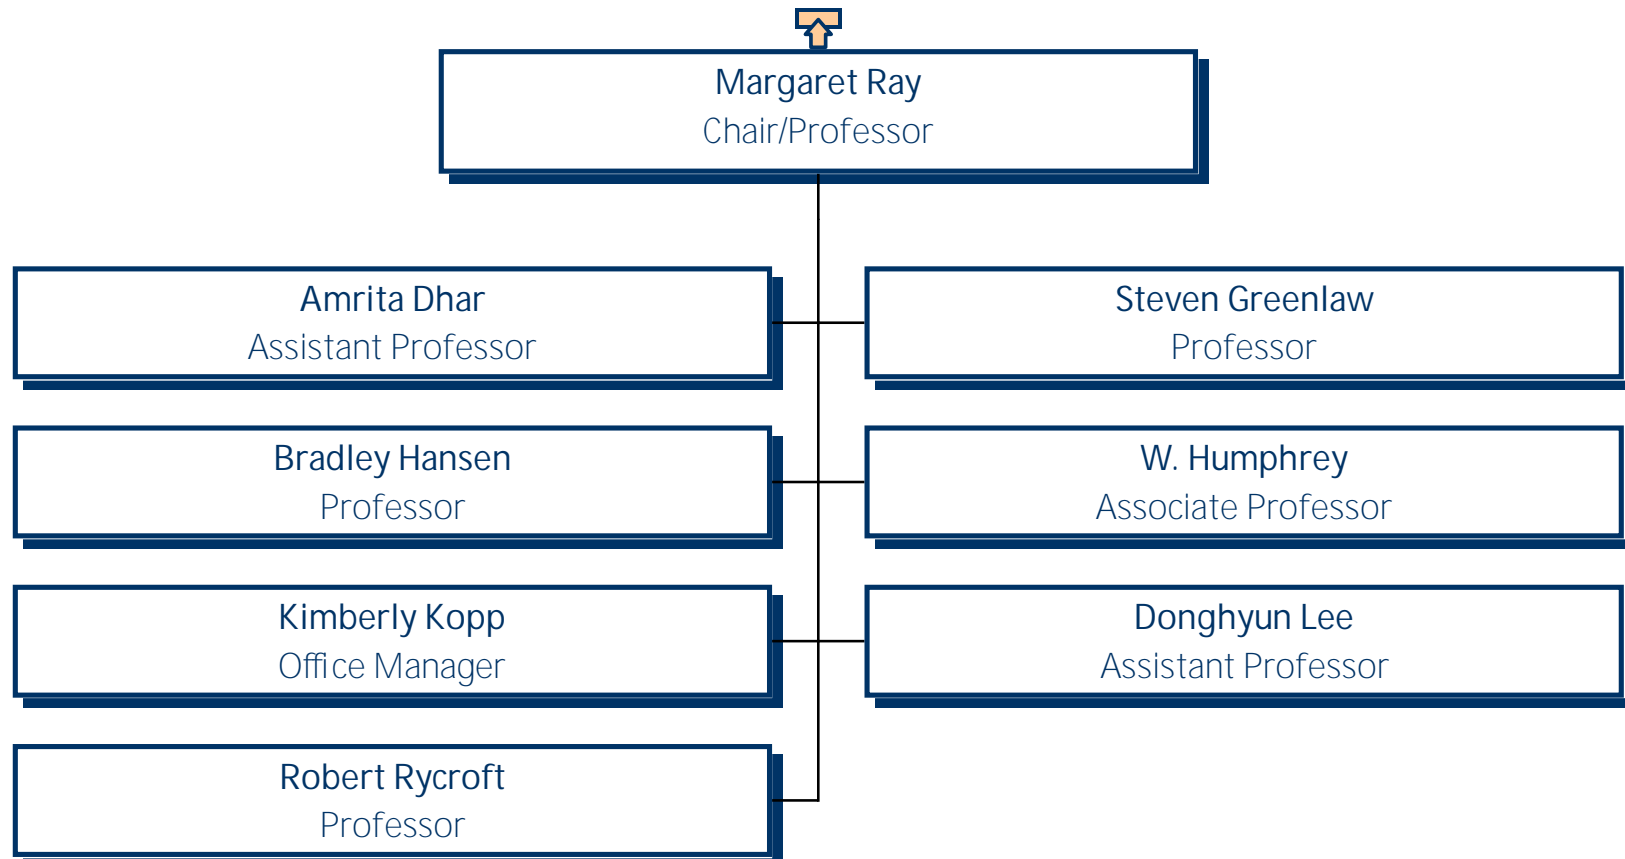 Margaret Ray
Chair/Professor
Amrita Dhar
Assistant Professor
Steven Greenlaw
Professor
Bradley Hansen
Professor
W. Humphrey
Associate Professor
Kimberly Kopp
Office Manager
Donghyun Lee
Assistant Professor
Robert Rycroft
Professor